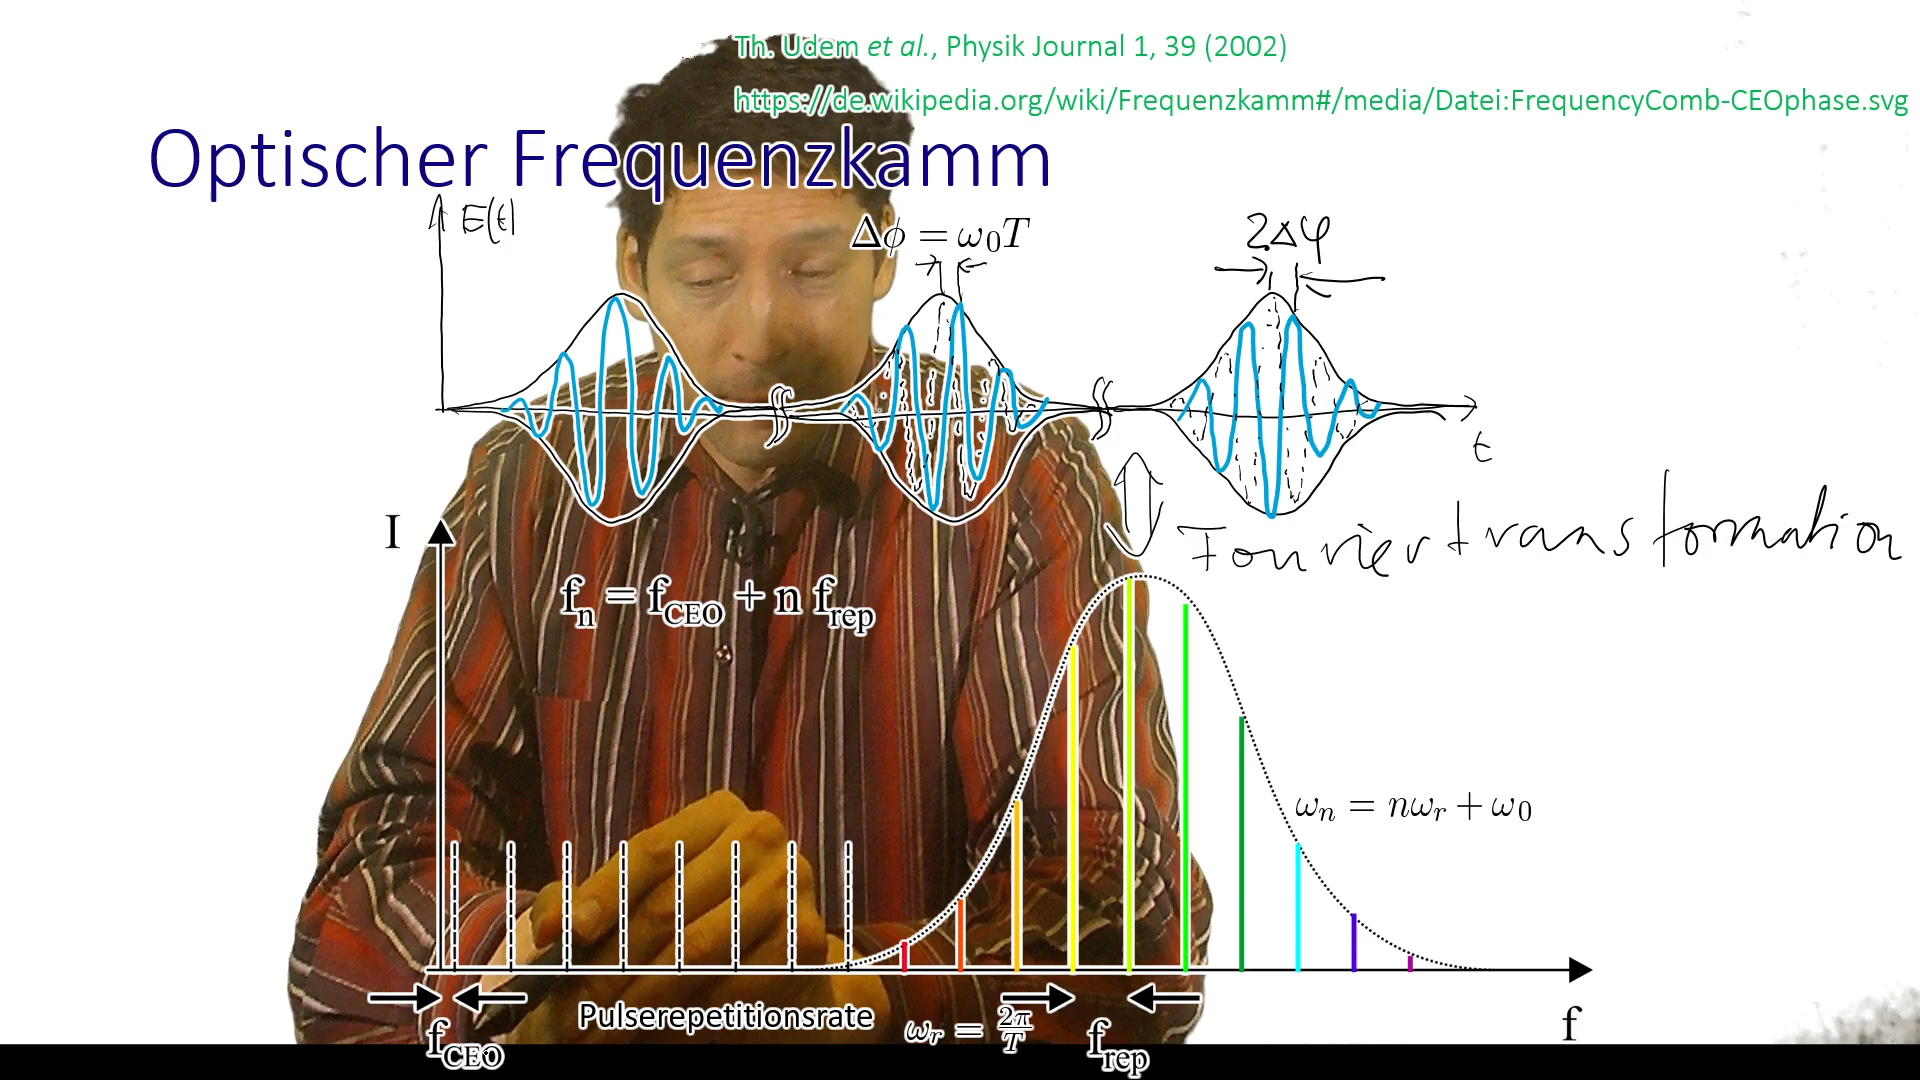 Th. Udem et al., Physik Journal 1, 39 (2002)
https://de.wikipedia.org/wiki/Frequenzkamm#/media/Datei:FrequencyComb-CEOphase.svg
Optischer Frequenzkamm
E(t)
Δϕ = ω₀T
2Δφ
t
Fouriertransformation
I
fₙ = f_CEO + n f_rep
ωₙ = nωᵣ + ω₀
f_CEO
Pulserepetitionsrate
ωᵣ = 2π/T
f_rep
f